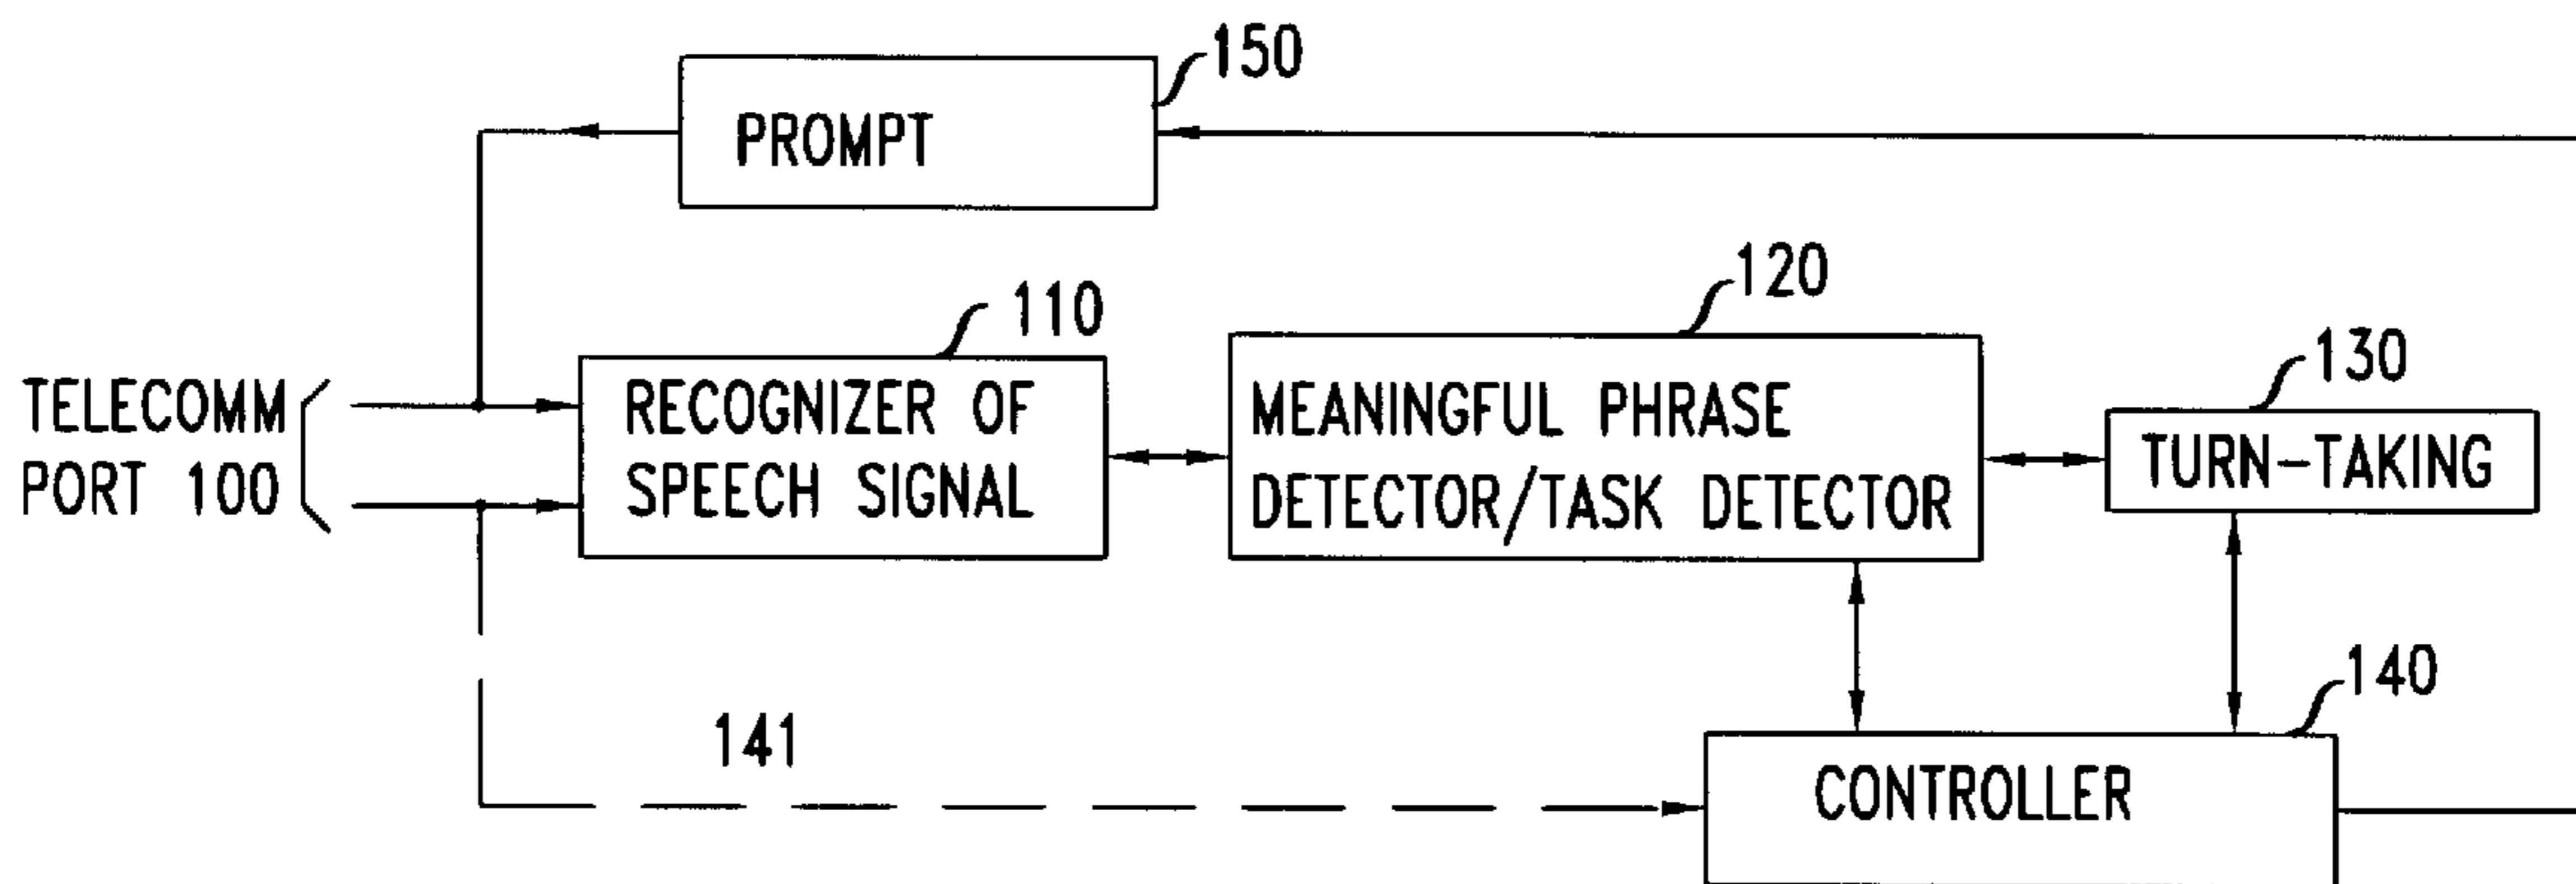 150
PROMPT
110
120
130
TELECOMM
PORT 100
RECOGNIZER OF
SPEECH SIGNAL
MEANINGFUL PHRASE
DETECTOR/TASK DETECTOR
TURN-TAKING
140
141
CONTROLLER